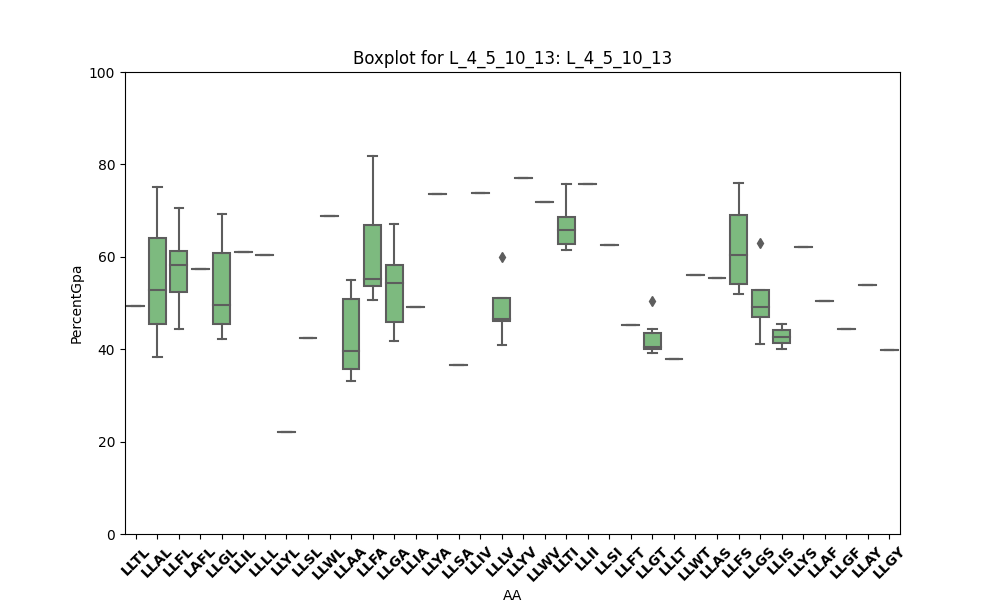 Boxplot for L_4_5_10_13: L_4_5_10_13
100
80
60
40
20
0
PercentGpa
LLTL LLAL LLFL LAFL LLGL LLIL LLLL LLYL LLSL LLWL LLAA LLFA LLGA LLIA LLYA LLSA LLIV LLLV LLYV LLWV LLTI LLII LLSI LLFT LLGT LLLT LLWT LLAS LLFS LLGS LLIS LLYS LLAF LLGF LLAY LLGY
AA